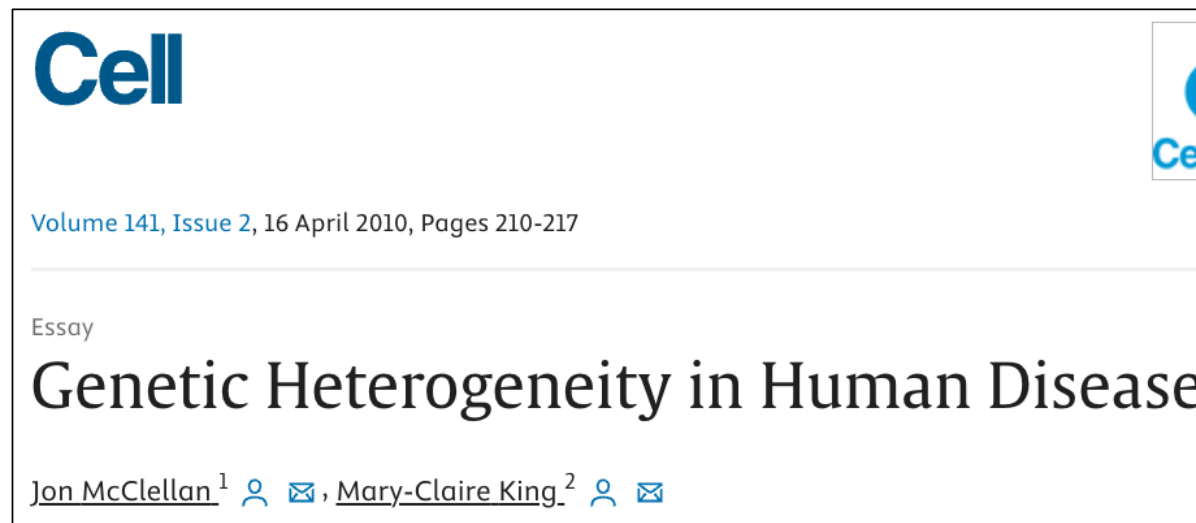 Cell
Ce
Volume 141, Issue 2, 16 April 2010, Pages 210-217
Essay
Genetic Heterogeneity in Human Disease
Jon McClellan 1, Mary-Claire King 2